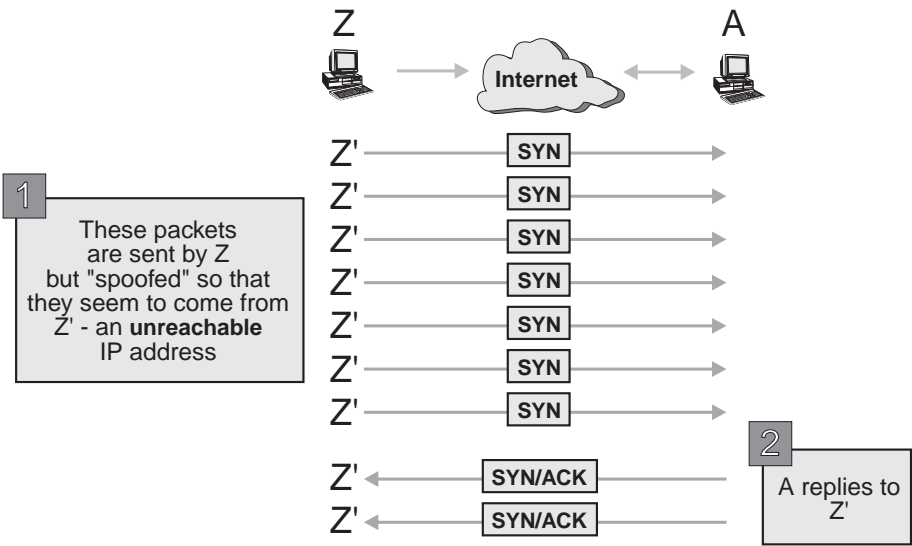 Z
A
Internet
Z' SYN
Z' SYN
Z' SYN
Z' SYN
Z' SYN
Z' SYN
Z' SYN
1
These packets
are sent by Z
but "spoofed" so that
they seem to come from
Z' - an unreachable
IP address
Z' SYN/ACK
Z' SYN/ACK
2
A replies to
Z'